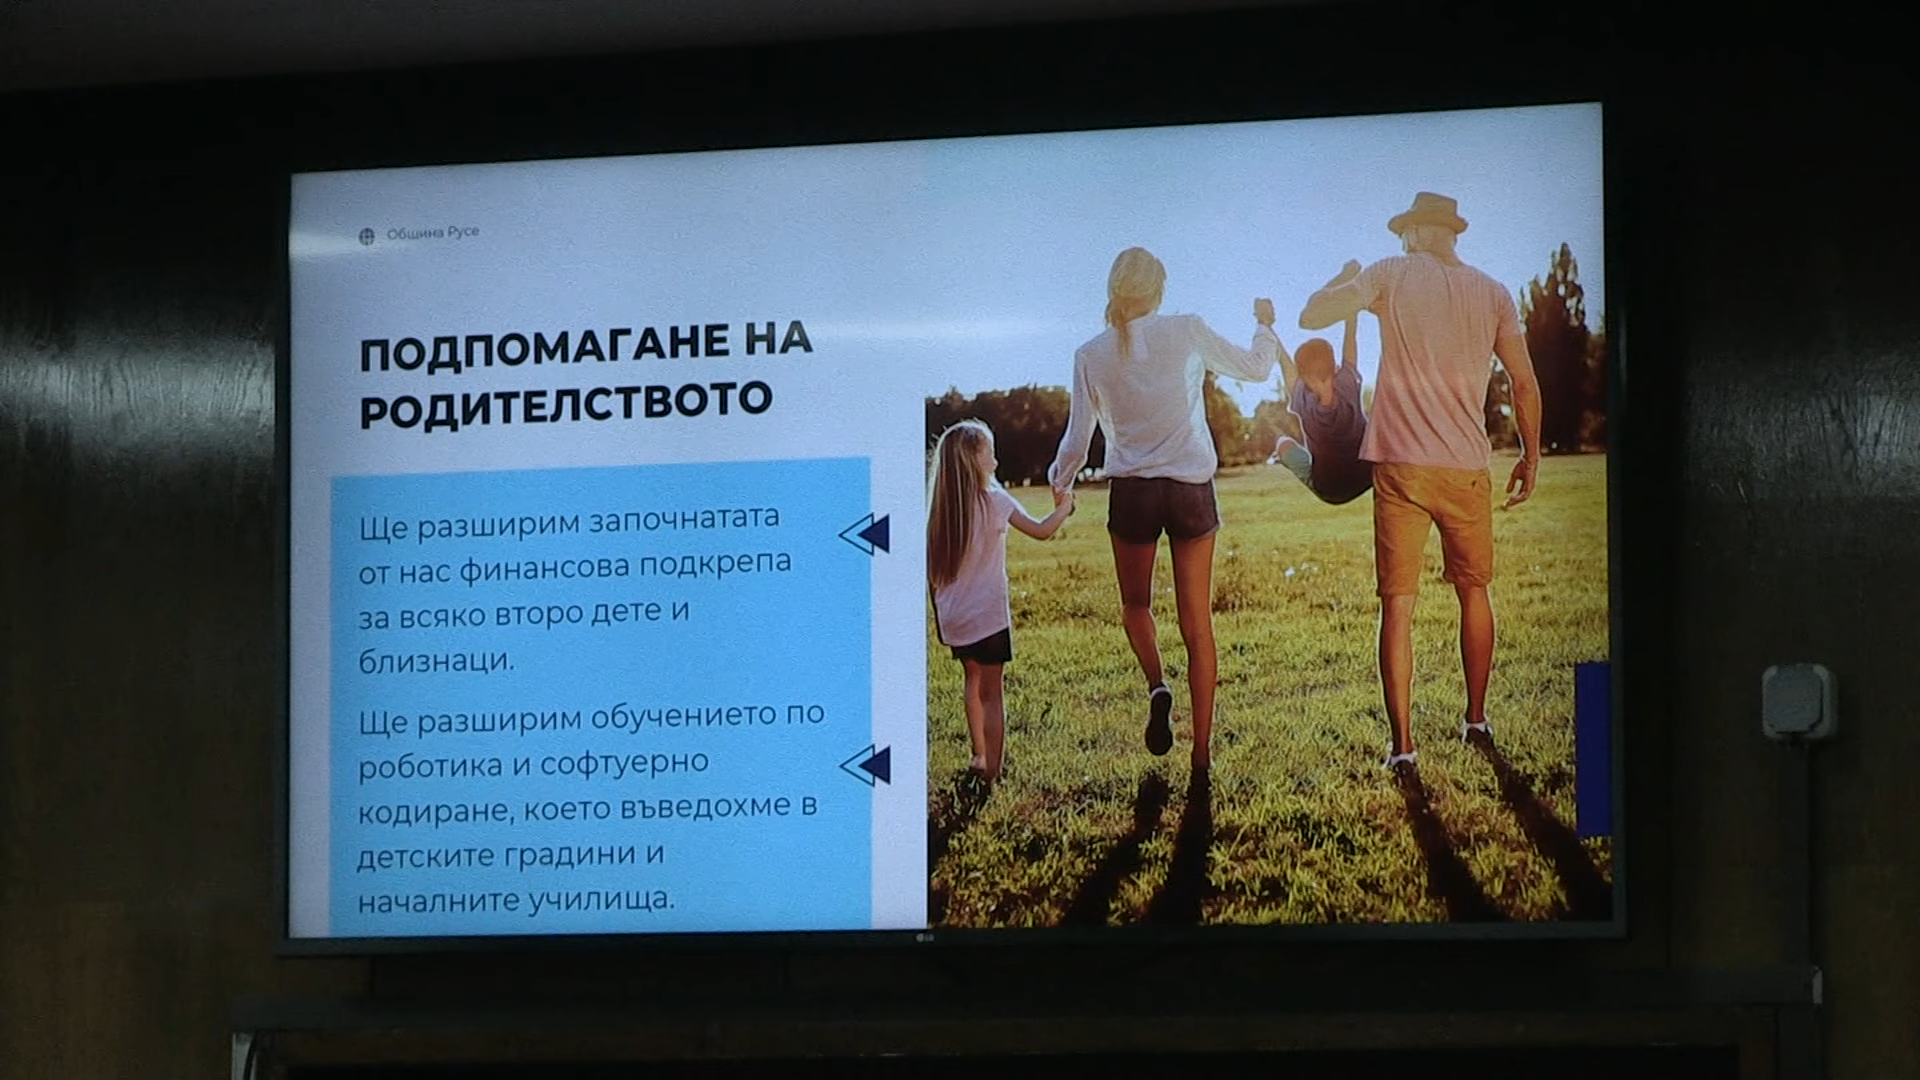 Община Русе
ПОДПОМАГАНЕ НА
РОДИТЕЛСТВОТО
Ще разширим започнатата
от нас финансова подкрепа
за всяко второ дете и
близнаци.
Ще разширим обучението по
роботика и софтуерно
кодиране, което въведохме в
детските градини и
началните училища.
LG